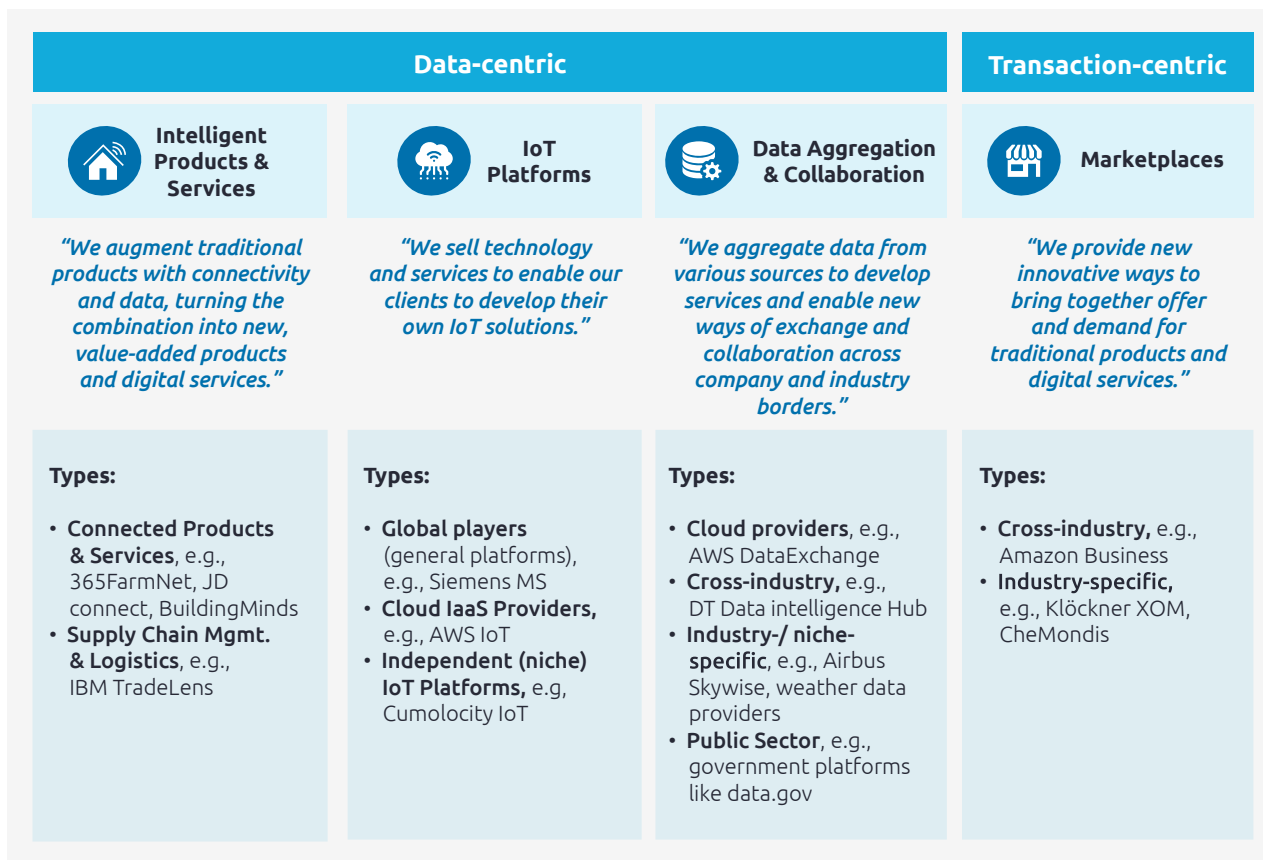 Data-centric
Transaction-centric
Intelligent
Products &
Services
IoT
Platforms
Data Aggregation
& Collaboration
Marketplaces
“We augment traditional
products with connectivity
and data, turning the
combination into new,
value-added products
and digital services.”
“We sell technology
and services to enable our
clients to develop their
own IoT solutions.”
“We aggregate data from
various sources to develop
services and enable new
ways of exchange and
collaboration across
company and industry
borders.”
“We provide new
innovative ways to
bring together offer
and demand for
traditional products and
digital services.”
Types:
• Connected Products
& Services, e.g.,
365FarmNet, JD
connect, BuildingMinds
• Supply Chain Mgmt.
& Logistics, e.g.,
IBM TradeLens
Types:
• Global players
(general platforms),
e.g., Siemens MS
• Cloud IaaS Providers,
e.g., AWS IoT
• Independent (niche)
IoT Platforms, e.g,
Cumolocity IoT
Types:
• Cloud providers, e.g.,
AWS DataExchange
• Cross-industry, e.g.,
DT Data intelligence Hub
• Industry-/ niche-
specific, e.g., Airbus
Skywise, weather data
providers
• Public Sector, e.g.,
government platforms
like data.gov
Types:
• Cross-industry, e.g.,
Amazon Business
• Industry-specific,
e.g., Klöckner XOM,
CheMondis